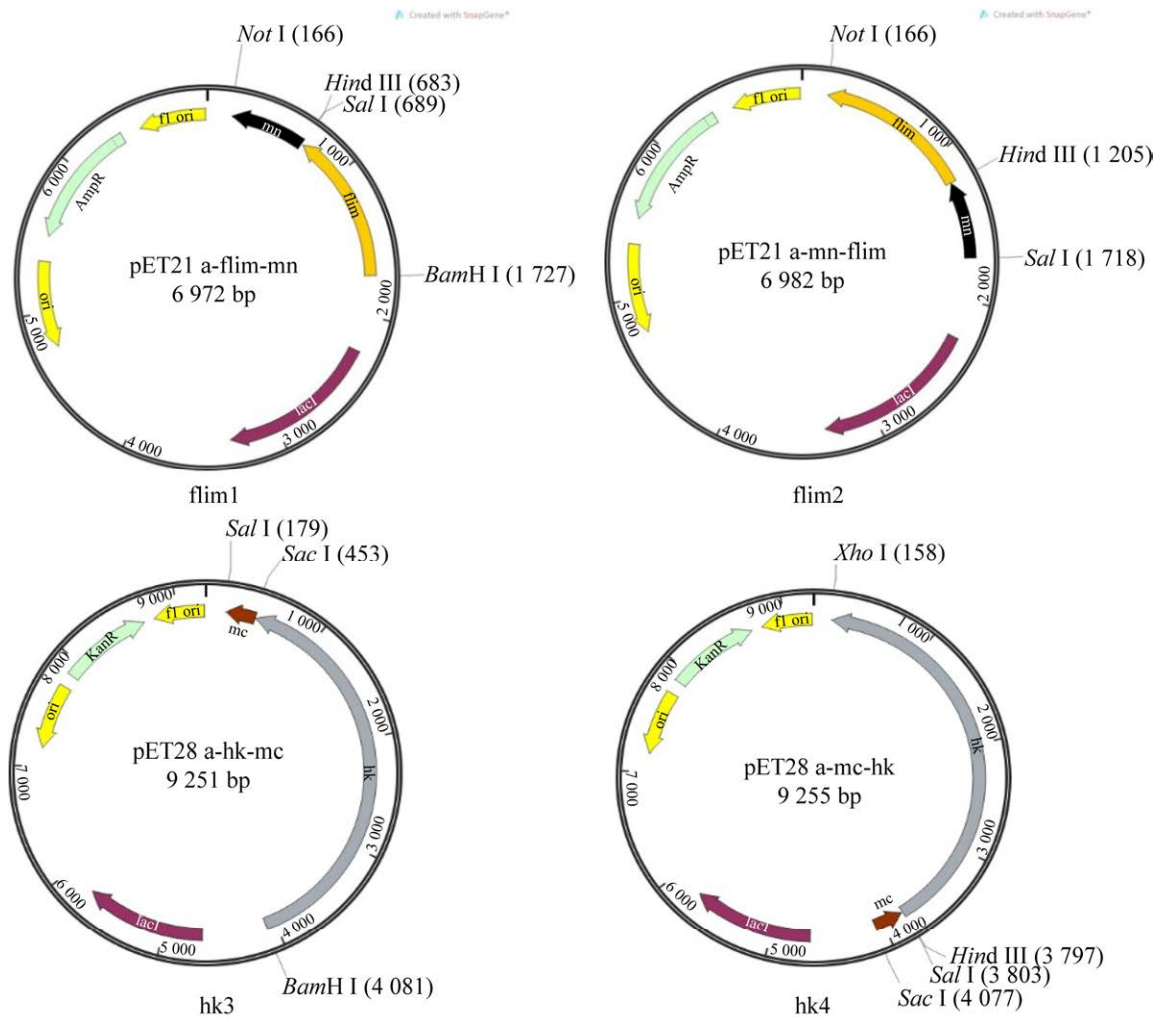 Created with SnapGene®
Created with SnapGene®
Not I (166)
Hind III (683)
Sal I (689)
f1 ori
mn
1 000
flim
6 000
AmpR
pET21 a-flim-mn
6 972 bp
BamH I (1 727)
2 000
ori
5 000
lacI
3 000
4 000
flim1
Not I (166)
f1 ori
flim
1 000
Hind III (1 205)
6 000
AmpR
mn
pET21 a-mn-flim
6 982 bp
Sal I (1 718)
2 000
ori
5 000
lacI
3 000
4 000
flim2
Sal I (179)
Sac I (453)
9 000
f1 ori
mc
1 000
KanR
8 000
ori
2 000
pET28 a-hk-mc
9 251 bp
hk
7 000
3 000
6 000
lacI
4 000
5 000
BamH I (4 081)
hk3
Xho I (158)
9 000
f1 ori
1 000
KanR
8 000
ori
2 000
hk
pET28 a-mc-hk
9 255 bp
7 000
3 000
6 000
mc
lacI
4 000
5 000
Hind III (3 797)
Sal I (3 803)
Sac I (4 077)
hk4